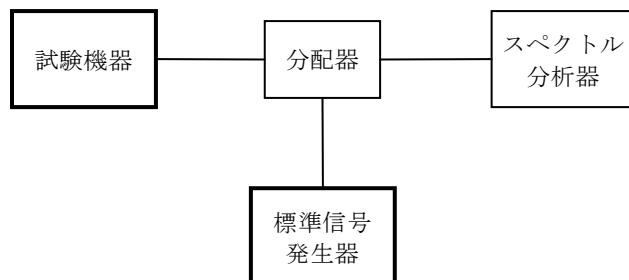 試験機器
分配器
スペクトル
分析器
標準信号
発生器